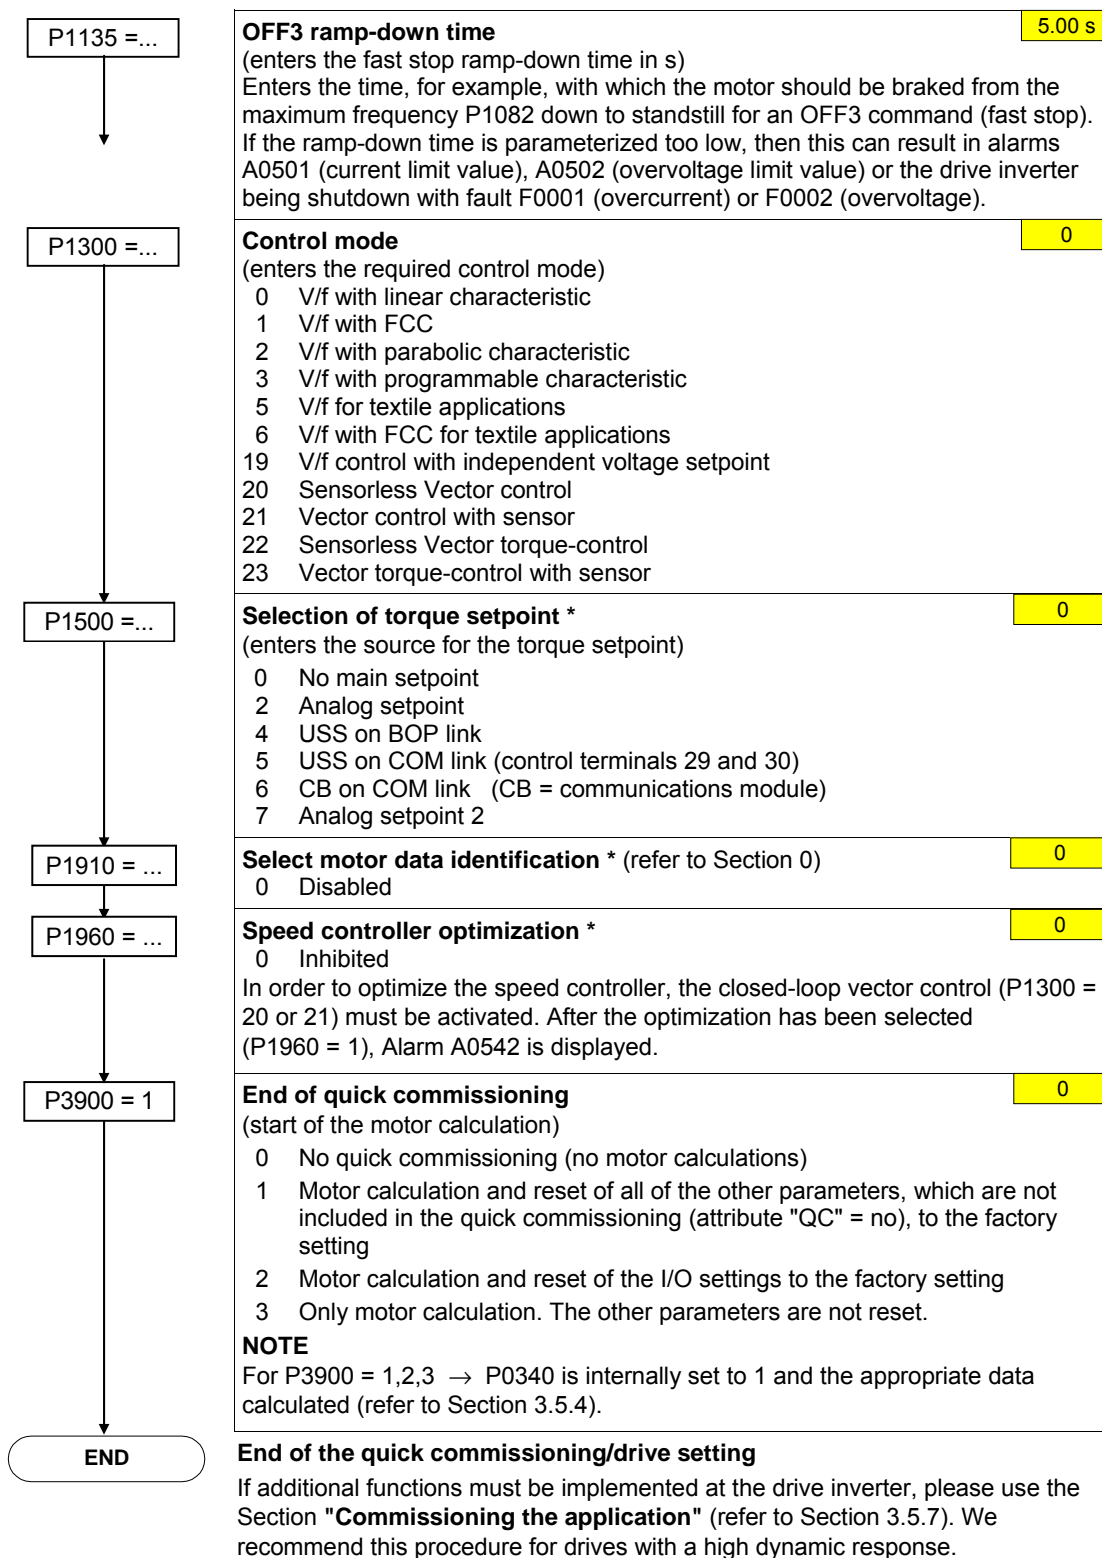 P1135 =...
OFF3 ramp-down time
5.00 s
(enters the fast stop ramp-down time in s)
Enters the time, for example, with which the motor should be braked from the
maximum frequency P1082 down to standstill for an OFF3 command (fast stop).
If the ramp-down time is parameterized too low, then this can result in alarms
A0501 (current limit value), A0502 (overvoltage limit value) or the drive inverter
being shutdown with fault F0001 (overcurrent) or F0002 (overvoltage).
P1300 =...
Control mode
0
(enters the required control mode)
0 V/f with linear characteristic
1 V/f with FCC
2 V/f with parabolic characteristic
3 V/f with programmable characteristic
5 V/f for textile applications
6 V/f with FCC for textile applications
19 V/f control with independent voltage setpoint
20 Sensorless Vector control
21 Vector control with sensor
22 Sensorless Vector torque-control
23 Vector torque-control with sensor
P1500 =...
Selection of torque setpoint *
0
(enters the source for the torque setpoint)
0 No main setpoint
2 Analog setpoint
4 USS on BOP link
5 USS on COM link (control terminals 29 and 30)
6 CB on COM link (CB = communications module)
7 Analog setpoint 2
P1910 = ...
Select motor data identification * (refer to Section 0)
0
0 Disabled
P1960 = ...
Speed controller optimization *
0
0 Inhibited
In order to optimize the speed controller, the closed-loop vector control (P1300 =
20 or 21) must be activated. After the optimization has been selected
(P1960 = 1), Alarm A0542 is displayed.
P3900 = 1
End of quick commissioning
0
(start of the motor calculation)
0 No quick commissioning (no motor calculations)
1 Motor calculation and reset of all of the other parameters, which are not
included in the quick commissioning (attribute "QC" = no), to the factory
setting
2 Motor calculation and reset of the I/O settings to the factory setting
3 Only motor calculation. The other parameters are not reset.
NOTE
For P3900 = 1,2,3 → P0340 is internally set to 1 and the appropriate data
calculated (refer to Section 3.5.4).
END
End of the quick commissioning/drive setting
If additional functions must be implemented at the drive inverter, please use the
Section "Commissioning the application" (refer to Section 3.5.7). We
recommend this procedure for drives with a high dynamic response.